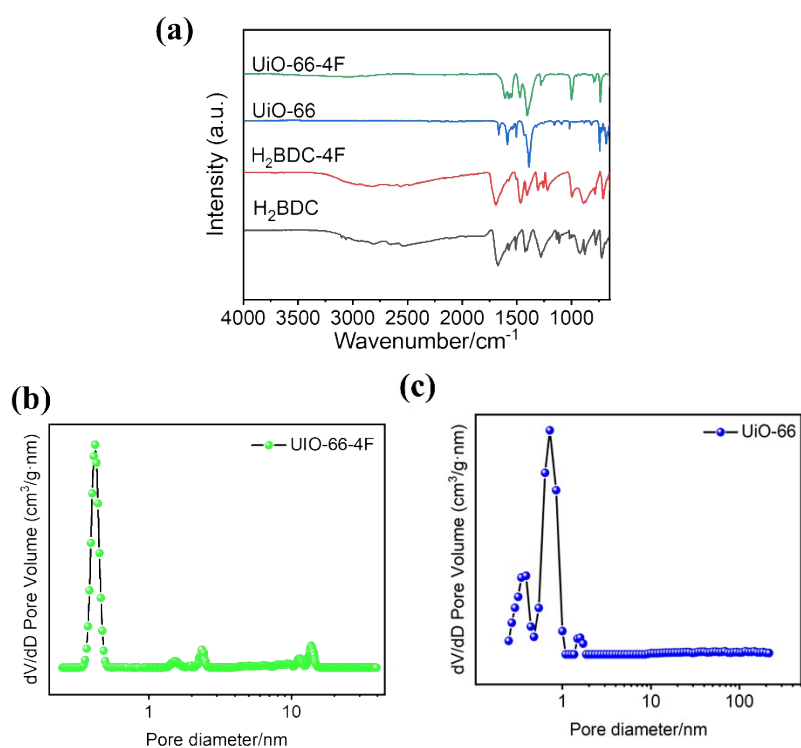 (a)
UiO-66-4F
UiO-66
H₂BDC-4F
H₂BDC
Intensity (a.u.)
4000 3500 3000 2500 2000 1500 1000
Wavenumber/cm⁻¹
(b)
UIO-66-4F
dV/dD Pore Volume (cm³/g·nm)
1 10
Pore diameter/nm
(c)
UiO-66
dV/dD Pore Volume (cm³/g·nm)
1 10 100
Pore diameter/nm